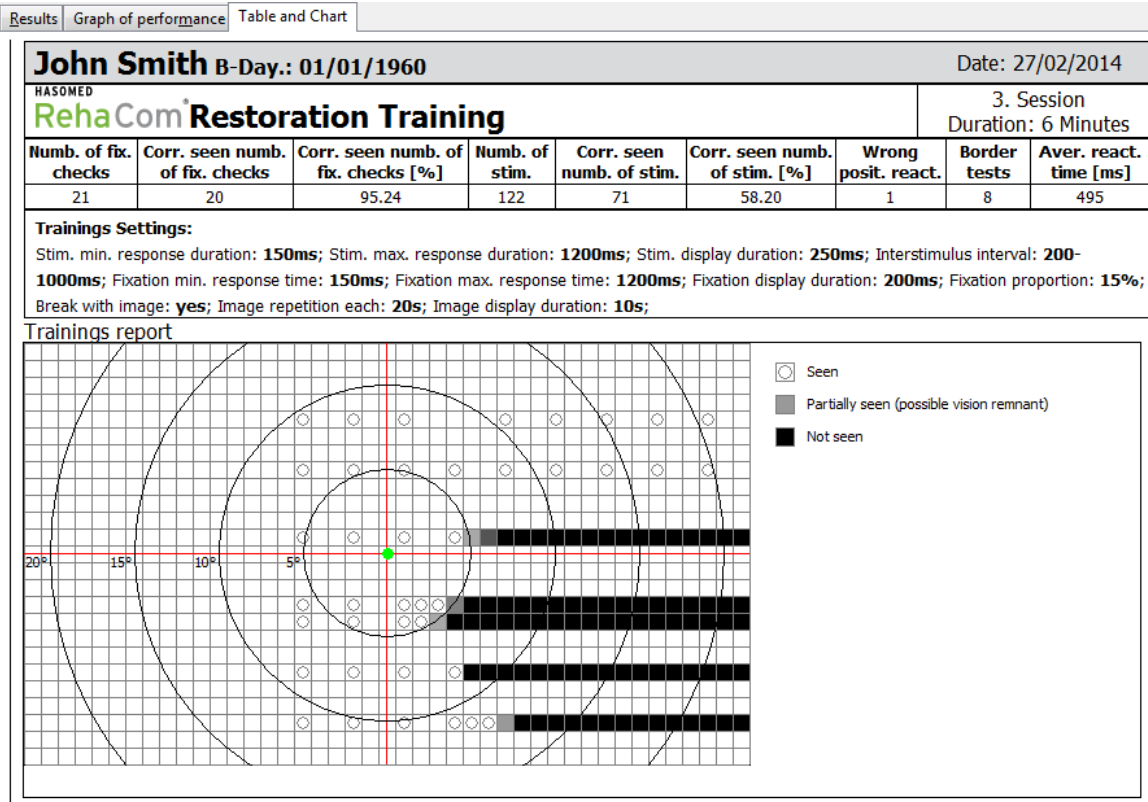 Results Graph of performance Table and Chart
John Smith B-Day.: 01/01/1960 Date: 27/02/2014
HASOMED
RehaCom® Restoration Training
3. Session
Duration: 6 Minutes
Numb. of fix. checks Corr. seen numb. of fix. checks Corr. seen numb. of fix. checks [%] Numb. of stim. Corr. seen numb. of stim. Corr. seen numb. of stim. [%] Wrong posit. react. Border tests Aver. react. time [ms]
21 20 95.24 122 71 58.20 1 8 495
Trainings Settings:
Stim. min. response duration: 150ms; Stim. max. response duration: 1200ms; Stim. display duration: 250ms; Interstimulus interval: 200-
1000ms; Fixation min. response time: 150ms; Fixation max. response time: 1200ms; Fixation display duration: 200ms; Fixation proportion: 15%;
Break with image: yes; Image repetition each: 20s; Image display duration: 10s;
Trainings report
Seen
Partially seen (possible vision remnant)
Not seen
20° 15° 10° 5°